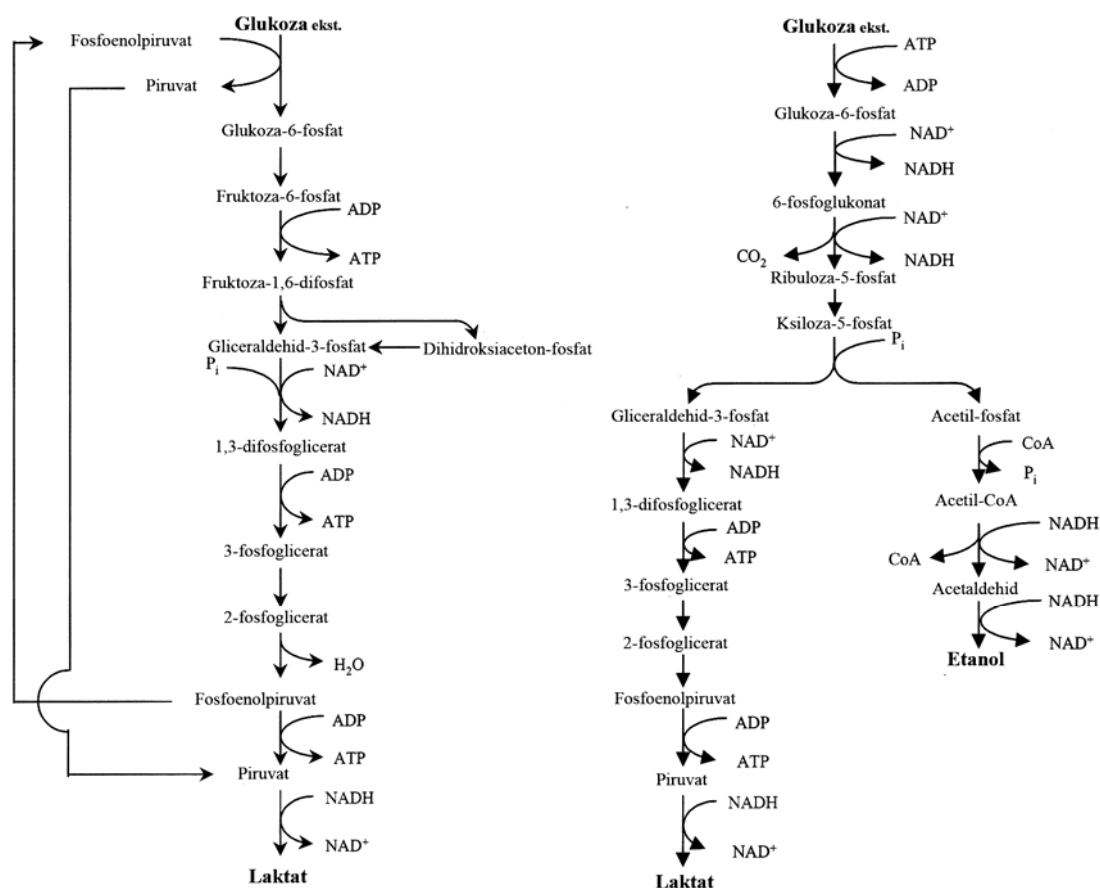 Glukoza ekst.
Fosfoenolpiruvat
Piruvat
Glukoza-6-fosfat
Fruktoza-6-fosfat
ADP
ATP
Fruktoza-1,6-difosfat
Gliceraldehid-3-fosfat
Dihidroksiaceton-fosfat
Pi
NAD+
NADH
1,3-difosfoglicerat
ADP
ATP
3-fosfoglicerat
2-fosfoglicerat
H2O
Fosfoenolpiruvat
ADP
ATP
Piruvat
NADH
NAD+
Laktat
Glukoza ekst.
ATP
ADP
Glukoza-6-fosfat
NAD+
NADH
6-fosfoglukonat
NAD+
CO2
NADH
Ribuloza-5-fosfat
Ksiloza-5-fosfat
Pi
Gliceraldehid-3-fosfat
NAD+
NADH
1,3-difosfoglicerat
ADP
ATP
3-fosfoglicerat
2-fosfoglicerat
Fosfoenolpiruvat
ADP
ATP
Piruvat
NADH
NAD+
Laktat
Acetil-fosfat
CoA
Pi
Acetil-CoA
NADH
CoA
NAD+
Acetaldehid
NADH
NAD+
Etanol